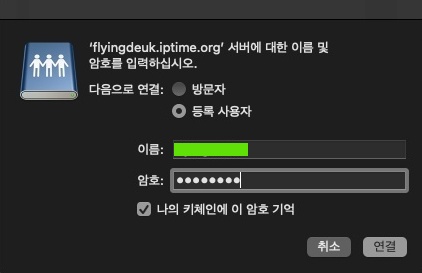 ‘flyingdeuk.iptime.org’ 서버에 대한 이름 및
암호를 입력하십시오.
다음으로 연결: 방문자
등록 사용자
이름:
암호: ●●●●●●●●
나의 키체인에 이 암호 기억
취소 연결